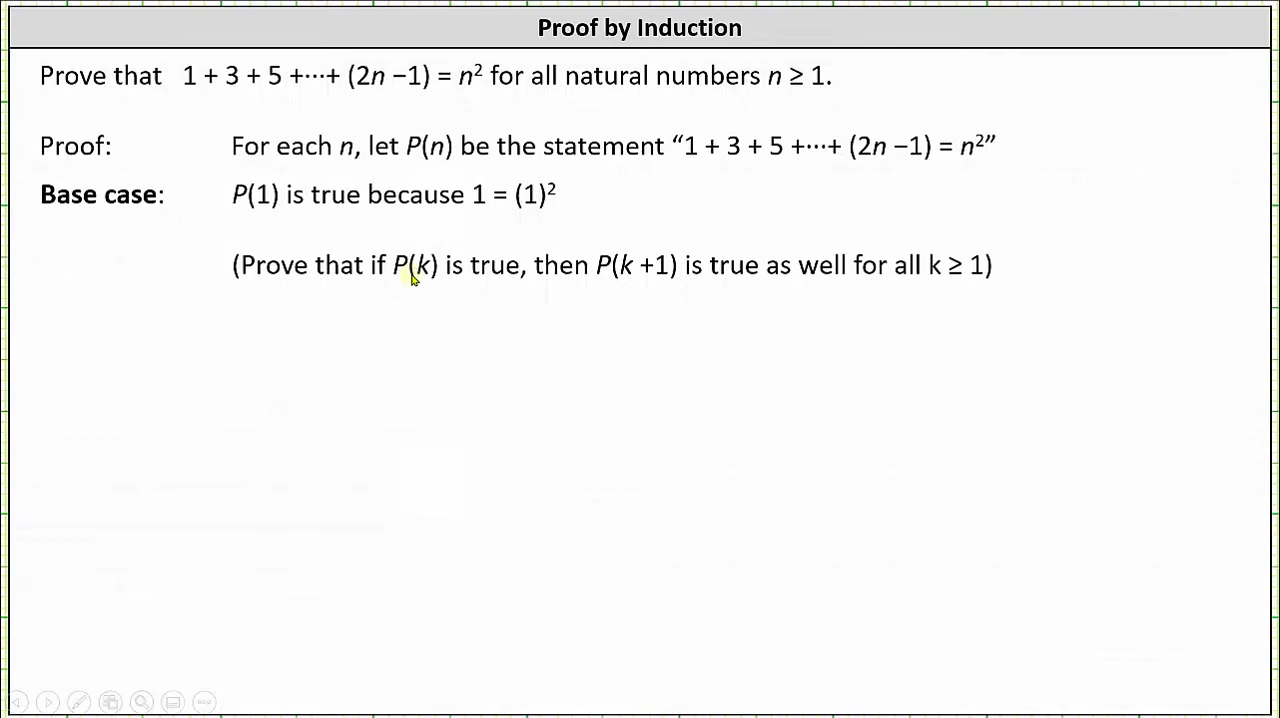 Proof by Induction
Prove that 1 + 3 + 5 +⋯+ (2n −1) = n² for all natural numbers n ≥ 1.
Proof: For each n, let P(n) be the statement “1 + 3 + 5 +⋯+ (2n −1) = n²”
Base case: P(1) is true because 1 = (1)²
(Prove that if P(k) is true, then P(k +1) is true as well for all k ≥ 1)